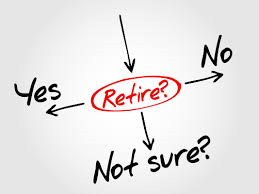 No
Yes
Retire?
Not sure?